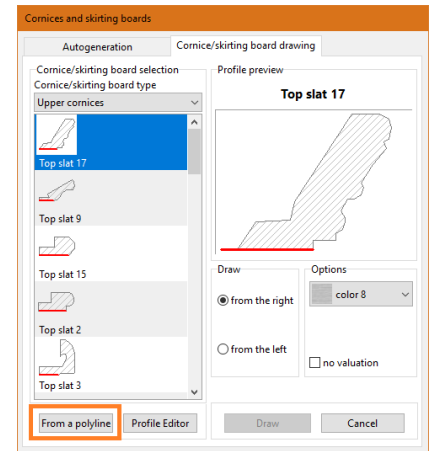 Cornices and skirting boards
Autogeneration
Cornice/skirting board drawing
Cornice/skirting board selection
Cornice/skirting board type
Upper cornices
Top slat 17
Top slat 9
Top slat 15
Top slat 2
Top slat 3
From a polyline
Profile Editor
Profile preview
Top slat 17
Draw
from the right
from the left
Options
color 8
no valuation
Draw
Cancel